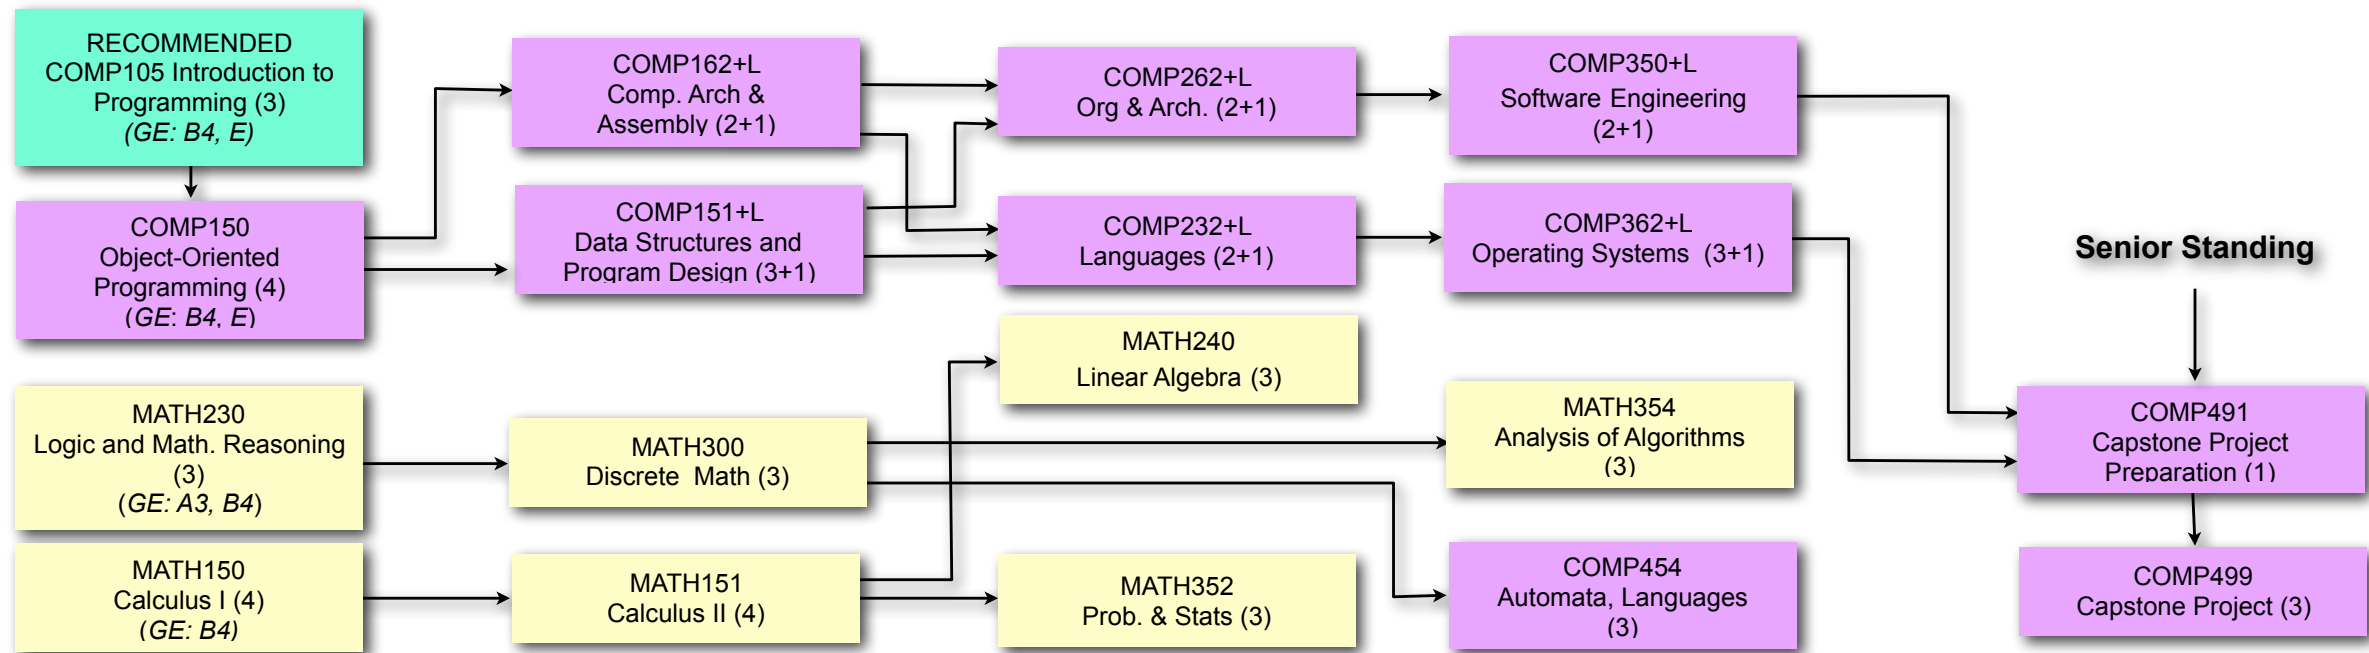 RECOMMENDED
COMP105 Introduction to
Programming (3)
(GE: B4, E)
COMP150
Object-Oriented
Programming (4)
(GE: B4, E)
COMP162+L
Comp. Arch &
Assembly (2+1)
COMP151+L
Data Structures and
Program Design (3+1)
COMP262+L
Org & Arch. (2+1)
COMP232+L
Languages (2+1)
COMP350+L
Software Engineering
(2+1)
COMP362+L
Operating Systems (3+1)
Senior Standing
MATH230
Logic and Math. Reasoning
(3)
(GE: A3, B4)
MATH150
Calculus I (4)
(GE: B4)
MATH300
Discrete Math (3)
MATH151
Calculus II (4)
MATH240
Linear Algebra (3)
MATH352
Prob. & Stats (3)
MATH354
Analysis of Algorithms
(3)
COMP454
Automata, Languages
(3)
COMP491
Capstone Project
Preparation (1)
COMP499
Capstone Project (3)